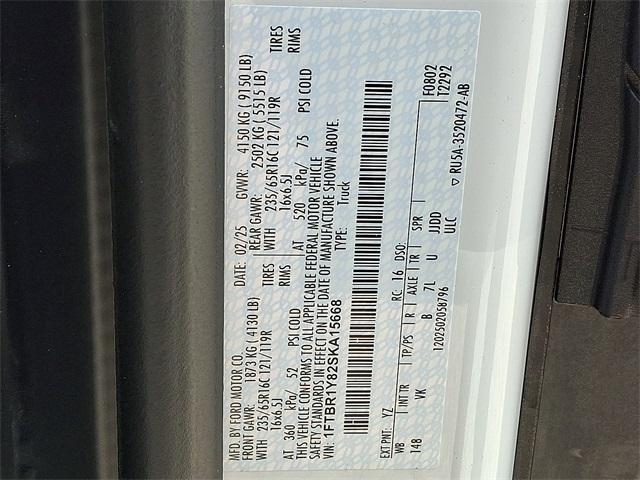 MFD. BY FORD MOTOR CO.
DATE: 02/25 GVWR: 4150 KG ( 9150 LB)
FRONT GAWR: 1873 KG ( 4130 LB) REAR GAWR: 2502 KG ( 5515 LB)
WITH 235/65R16C 121/119R TIRES WITH 235/65R16C 121/119R TIRES
16x6.5J RIMS 16x6.5J RIMS
AT 360 kPa/ 52 PSI COLD AT 520 kPa/ 75 PSI COLD
THIS VEHICLE CONFORMS TO ALL APPLICABLE FEDERAL MOTOR VEHICLE
SAFETY STANDARDS IN EFFECT ON THE DATE OF MANUFACTURE SHOWN ABOVE.
VIN: 1FTBR1Y82SKA15668 TYPE: Truck
EXT PNT: YZ RC: 16 DSO: F0802
T2292
WB INT TR TP/PS R AXLE TR SPR
148 VK B 7L U JJDD
ULC
1202502058796 ▽ RU5A-3520472-AB